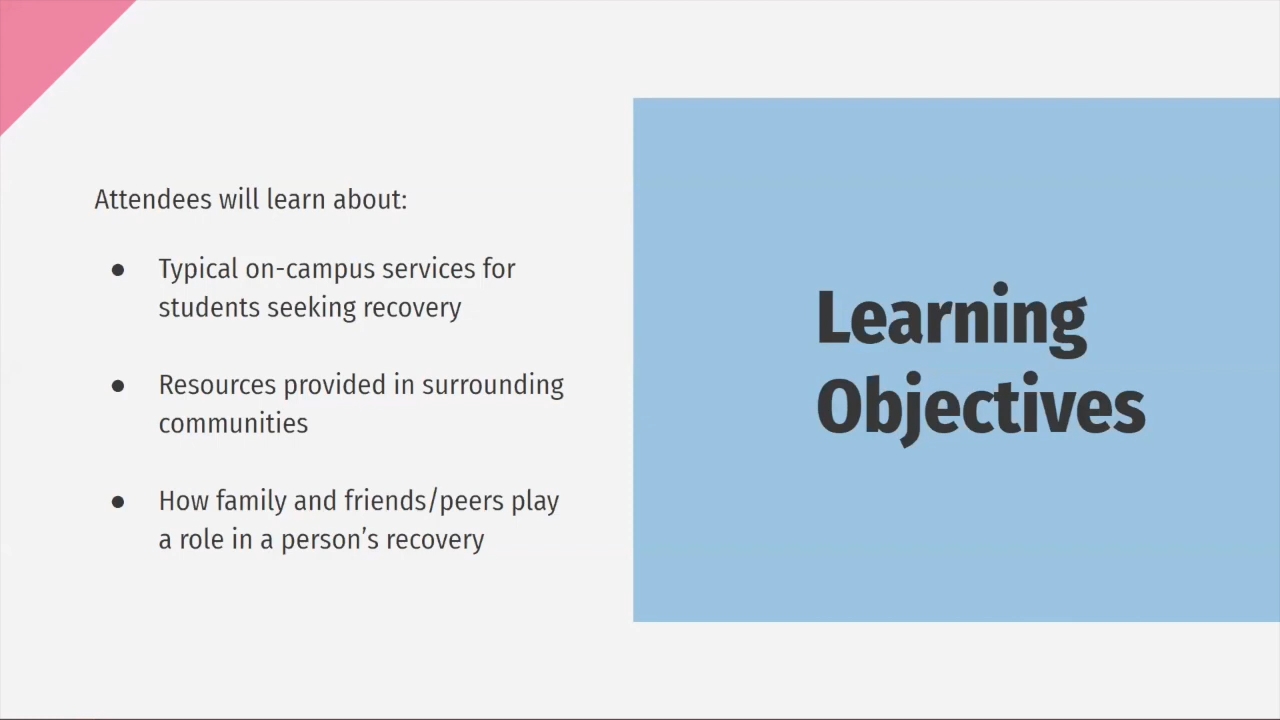 Attendees will learn about:
● Typical on-campus services for
students seeking recovery
● Resources provided in surrounding
communities
● How family and friends/peers play
a role in a person’s recovery
Learning
Objectives